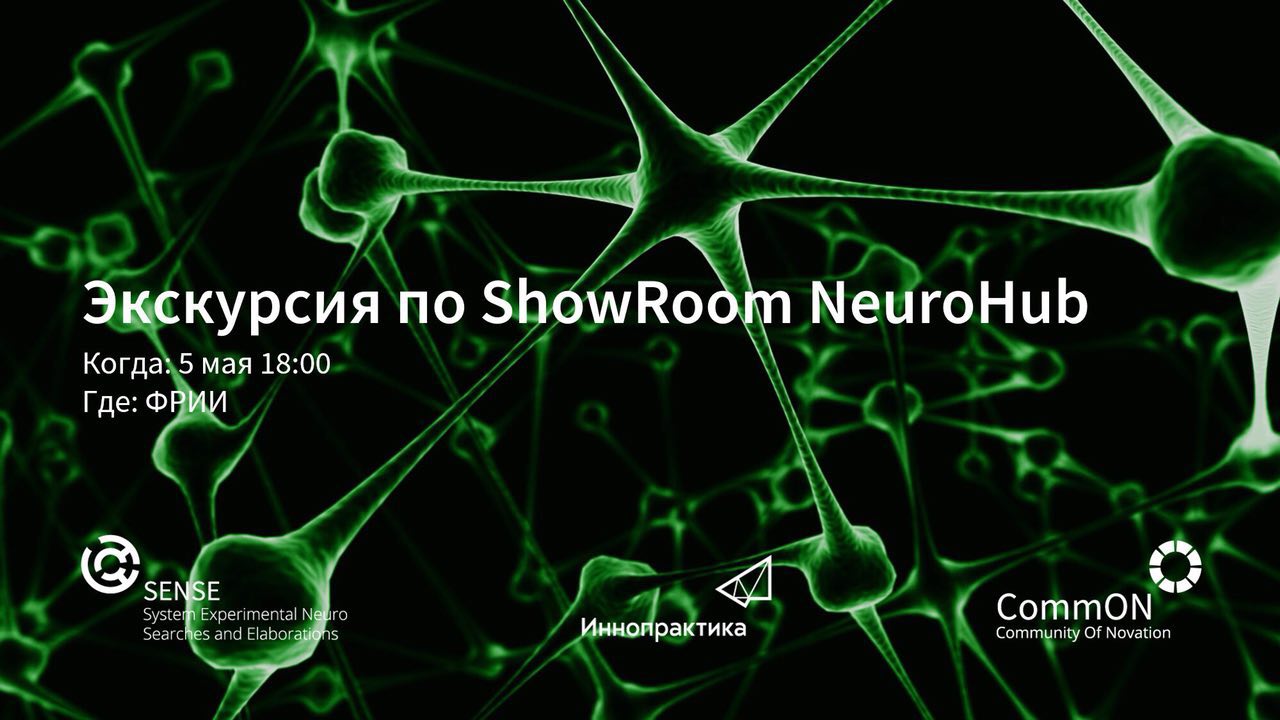 Экскурсия по ShowRoom NeuroHub
Когда: 5 мая 18:00
Где: ФРИИ
SENSE
System Experimental Neuro
Searches and Elaborations
Иннопрактика
CommON
Community Of Novation